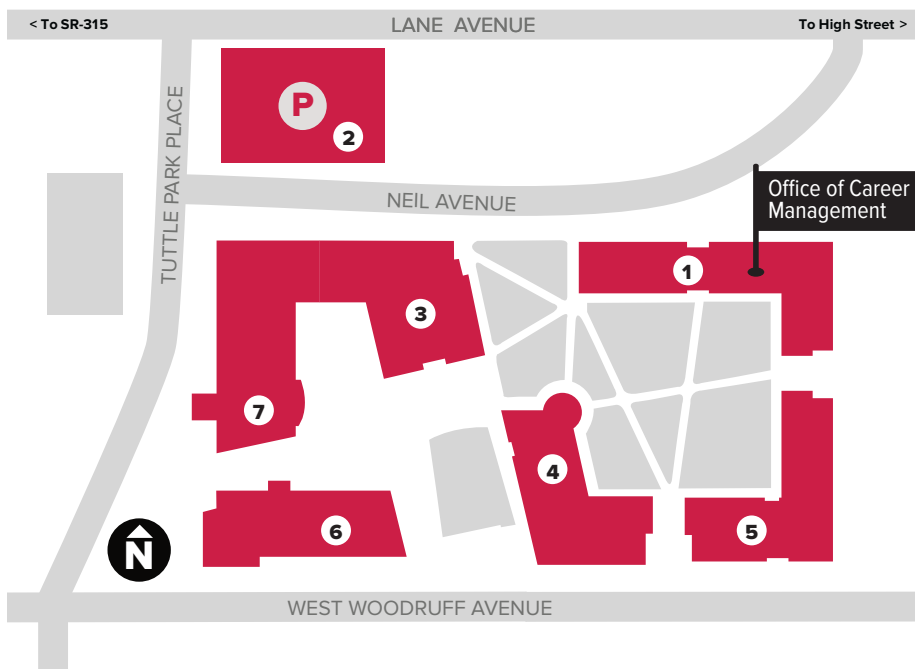 < To SR-315
LANE AVENUE
To High Street >
P
2
TUTTLE PARK PLACE
NEIL AVENUE
Office of Career
Management
1
3
7
4
6
5
N
WEST WOODRUFF AVENUE